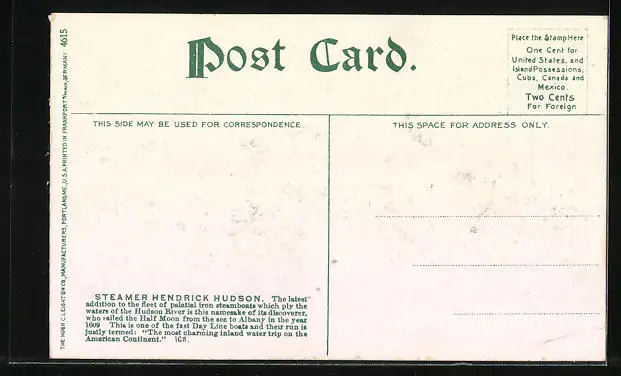 Post Card.
Place the Stamp Here
One Cent for
United States, and
Island Possessions,
Cuba, Canada and
Mexico.
Two Cents
For Foreign
THIS SIDE MAY BE USED FOR CORRESPONDENCE
THIS SPACE FOR ADDRESS ONLY.
THE HUGH C. LEIGHTON CO., MANUFACTURERS, PORTLAND, ME., U.S.A. PRINTED IN FRANKFORT GERMANY 4615
STEAMER HENDRICK HUDSON. The latest
addition to the fleet of palatial iron steamboats which ply the
waters of the Hudson River is this namesake of its discoverer,
who sailed the Half Moon from the sea to Albany in the year
1609 This is one of the fast Day Line boats and their run is
justly termed: "The most charming inland water trip on the
American Continent."